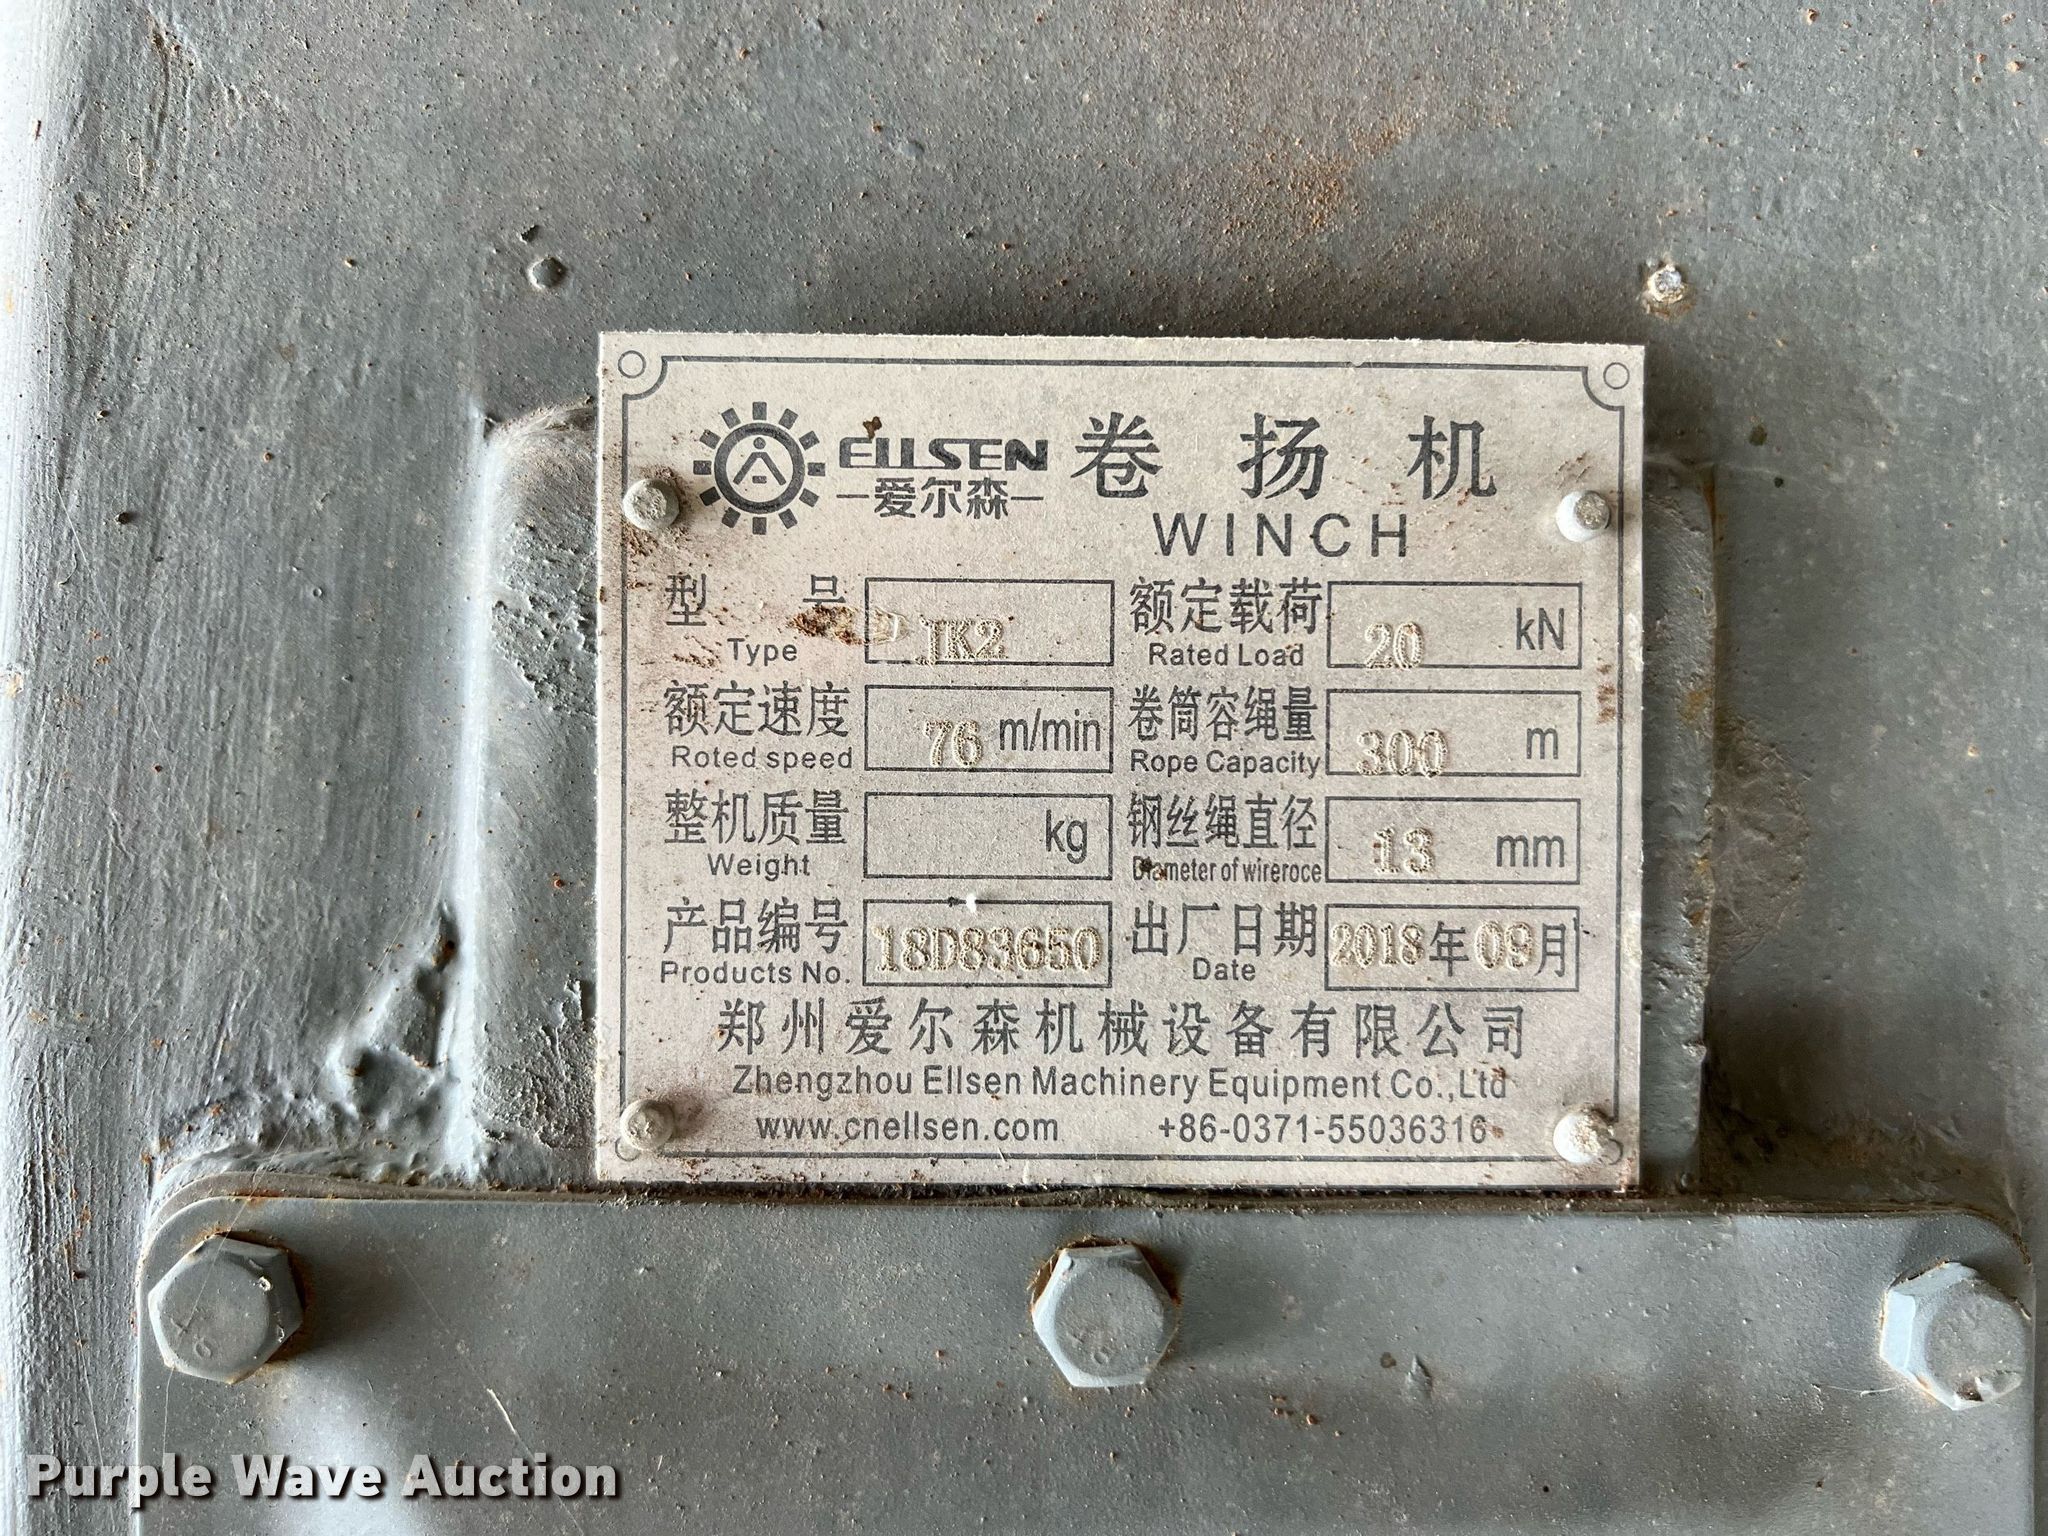 ELLSEN 卷扬机
—爱尔森—
WINCH
型号 JK2 额定载荷 20 kN
Type Rated Load
额定速度 76 m/min 卷筒容绳量 300 m
Roted speed Rope Capacity
整机质量 kg 钢丝绳直径 13 mm
Weight Diameter of wireroce
产品编号 18D83650 出厂日期 2018年09月
Products No. Date
郑州爱尔森机械设备有限公司
Zhengzhou Ellsen Machinery Equipment Co.,Ltd
www.cnellsen.com +86-0371-55036316
Purple Wave Auction